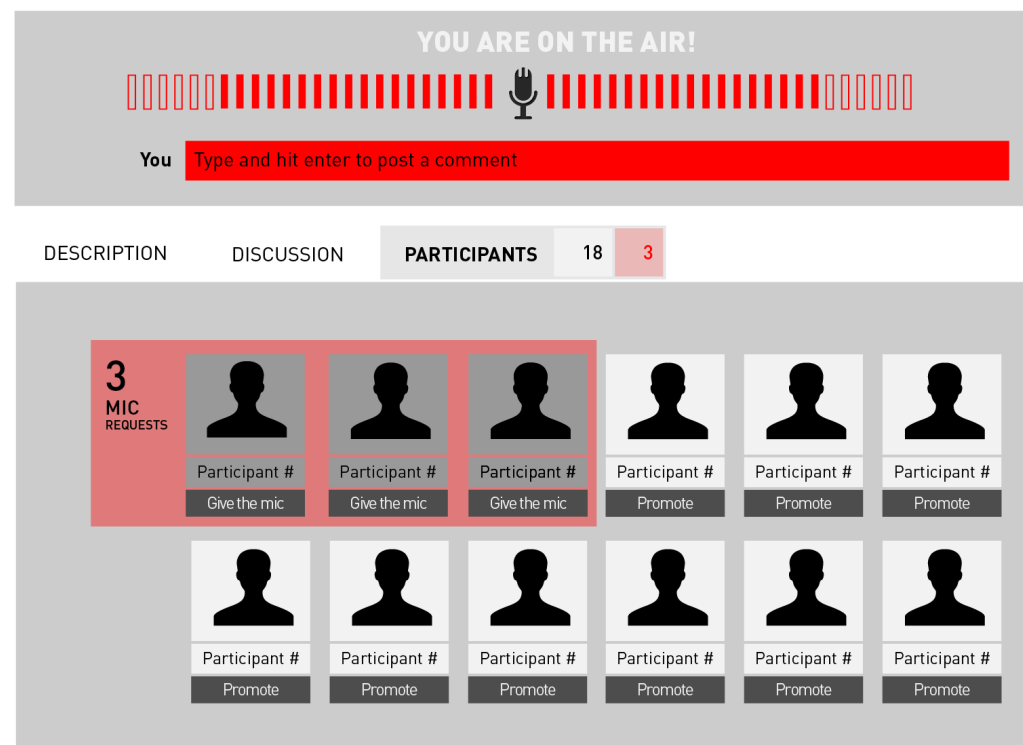 YOU ARE ON THE AIR!
You Type and hit enter to post a comment
DESCRIPTION DISCUSSION PARTICIPANTS 18 3
3
MIC
REQUESTS
Participant # Participant # Participant # Participant # Participant # Participant #
Give the mic Give the mic Give the mic Promote Promote Promote
Participant # Participant # Participant # Participant # Participant # Participant #
Promote Promote Promote Promote Promote Promote